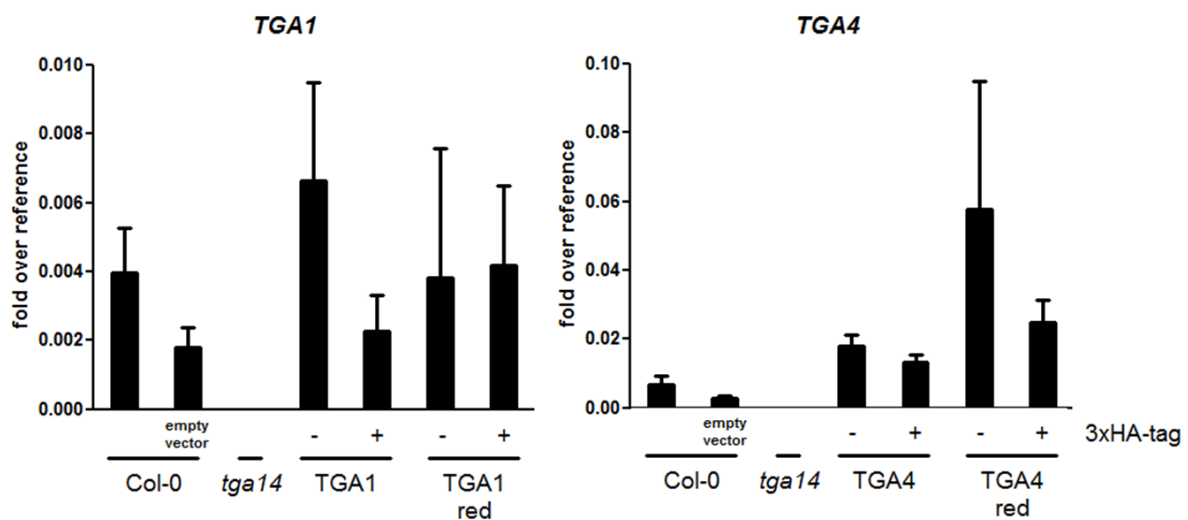 TGA1
fold over reference
0.010
0.008
0.006
0.004
0.002
0.000
empty
vector
- + - +
Col-0 tga14 TGA1 TGA1
red
TGA4
fold over reference
0.10
0.08
0.06
0.04
0.02
0.00
empty
vector
- + - + 3xHA-tag
Col-0 tga14 TGA4 TGA4
red